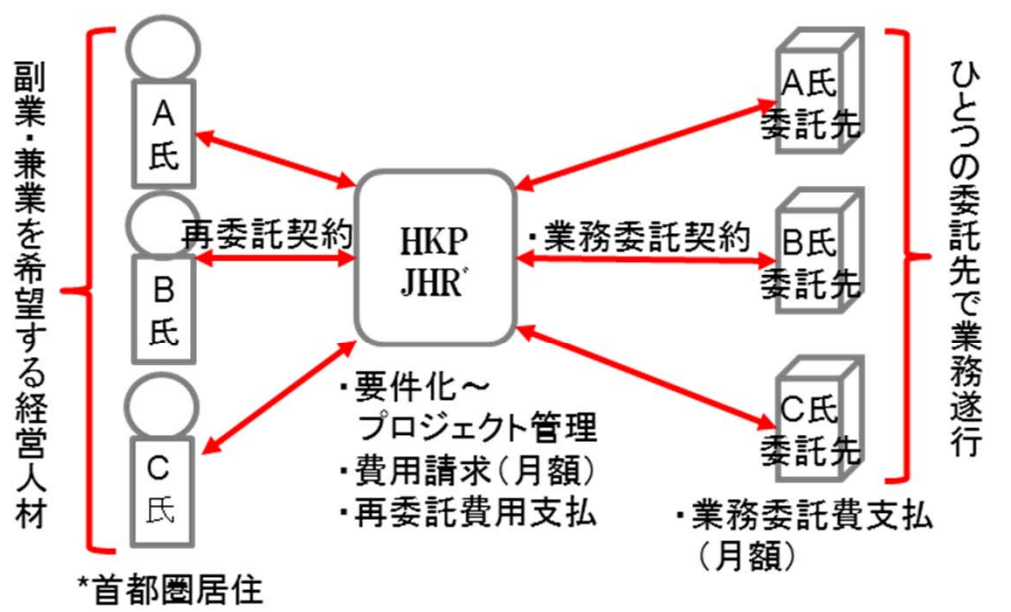 副業・兼業を希望する経営人材
A
氏
B
氏
C
氏
*首都圏居住
再委託契約
HKP
JHR゛
・要件化～
プロジェクト管理
・費用請求（月額）
・再委託費用支払
・業務委託契約
A氏
委託先
B氏
委託先
C氏
委託先
・業務委託費支払
（月額）
ひとつの委託先で業務遂行